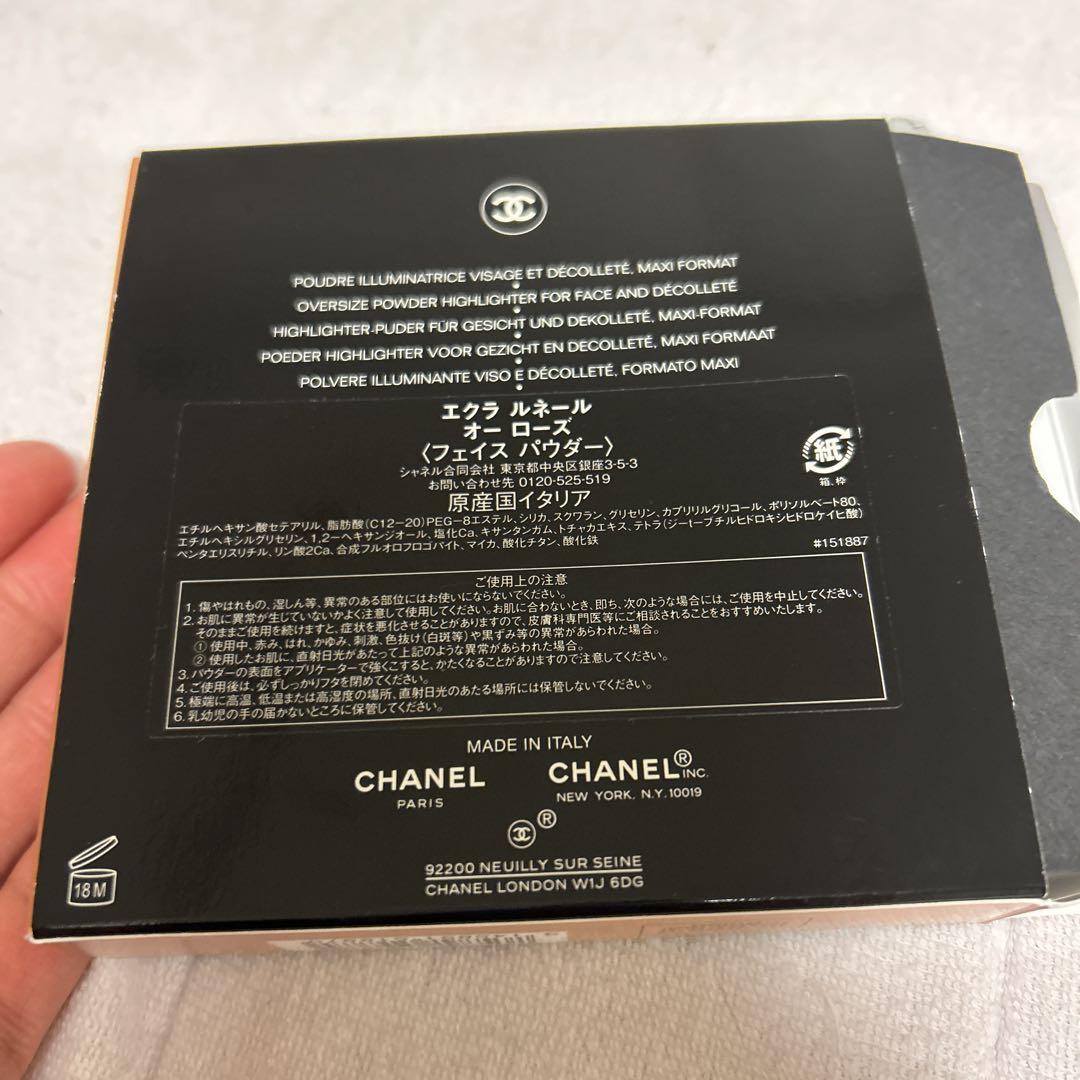 POUDRE ILLUMINATRICE VISAGE ET DÉCOLLETÉ, MAXI FORMAT
OVERSIZE POWDER HIGHLIGHTER FOR FACE AND DÉCOLLETÉ
HIGHLIGHTER-PUDER FÜR GESICHT UND DEKOLLETÉ, MAXI-FORMAT
POEDER HIGHLIGHTER VOOR GEZICHT EN DECOLLETÉ, MAXI FORMAAT
POLVERE ILLUMINANTE VISO E DÉCOLLETÉ, FORMATO MAXI
エクラ ルネール
オー ローズ
〈フェイス パウダー〉
シャネル合同会社 東京都中央区銀座3-5-3
お問い合わせ先 0120-525-519
原産国イタリア
紙
箱、枠
エチルヘキサン酸セテアリル、脂肪酸(C12-20)PEG-8エステル、シリカ、スクワラン、グリセリン、カプリリルグリコール、ポリソルベート80、
エチルヘキシルグリセリン、1,2-ヘキサンジオール、塩化Ca、キサンタンガム、トチャカエキス、テトラ(ジ-t-ブチルヒドロキシヒドロケイヒ酸)
ペンタエリスリチル、リン酸2Ca、合成フルオロフロゴパイト、マイカ、酸化チタン、酸化鉄
#151887
ご使用上の注意
1. 傷やはれもの、湿しん等、異常のある部位にはお使いにならないでください。
2. お肌に異常が生じていないかよく注意して使用してください。お肌に合わないとき、即ち、次のような場合には、ご使用を中止してください。
そのままご使用を続けますと、症状を悪化させることがありますので、皮膚科専門医等にご相談されることをおすすめいたします。
① 使用中、赤み、はれ、かゆみ、刺激、色抜け(白斑等)や黒ずみ等の異常があらわれた場合。
② 使用したお肌に、直射日光があたって上記のような異常があらわれた場合。
3. パウダーの表面をアプリケーターで強くこすると、かたくなることがありますので注意してください。
4. ご使用後は、必ずしっかりフタを閉めてください。
5. 極端に高温、低温または高湿度の場所、直射日光のあたる場所には保管しないでください。
6. 乳幼児の手の届かないところに保管してください。
MADE IN ITALY
CHANEL
PARIS
CHANEL® INC.
NEW YORK, N.Y. 10019
®
92200 NEUILLY SUR SEINE
CHANEL LONDON W1J 6DG
18 M